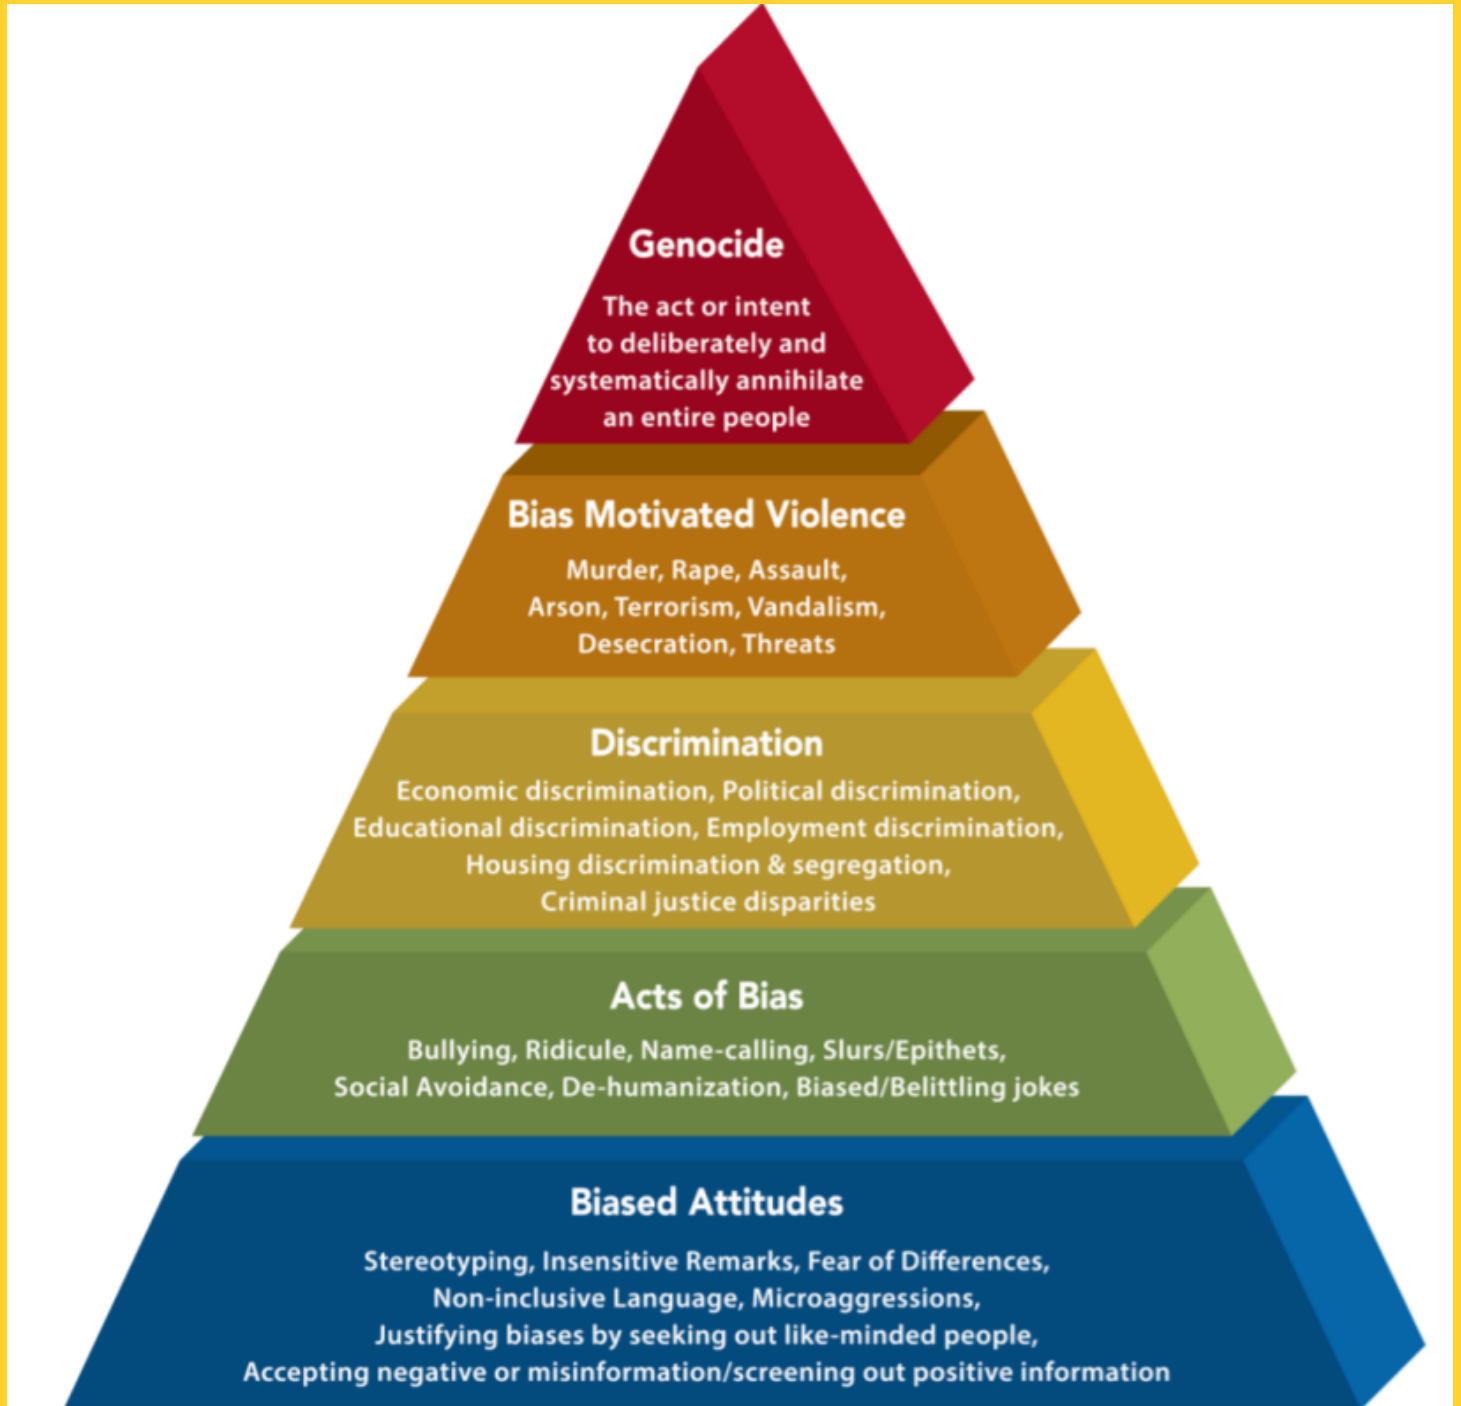 Genocide
The act or intent
to deliberately and
systematically annihilate
an entire people
Bias Motivated Violence
Murder, Rape, Assault,
Arson, Terrorism, Vandalism,
Desecration, Threats
Discrimination
Economic discrimination, Political discrimination,
Educational discrimination, Employment discrimination,
Housing discrimination & segregation,
Criminal justice disparities
Acts of Bias
Bullying, Ridicule, Name-calling, Slurs/Epithets,
Social Avoidance, De-humanization, Biased/Belittling jokes
Biased Attitudes
Stereotyping, Insensitive Remarks, Fear of Differences,
Non-inclusive Language, Microaggressions,
Justifying biases by seeking out like-minded people,
Accepting negative or misinformation/screening out positive information